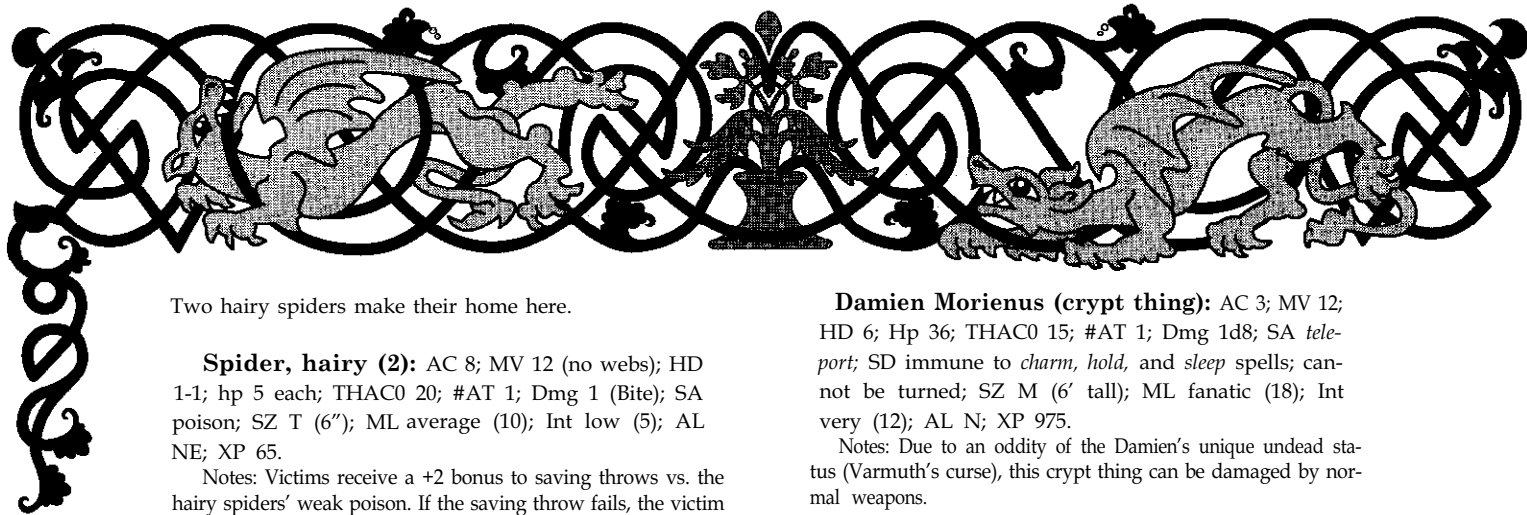 Two hairy spiders make their home here.
Spider, hairy (2): AC 8; MV 12 (no webs); HD
1-1; hp 5 each; THAC0 20; #AT 1; Dmg 1 (Bite); SA
poison; SZ T (6″); ML average (10); Int low (5); AL
NE; XP 65.
Notes: Victims receive a +2 bonus to saving throws vs. the
hairy spiders’ weak poison. If the saving throw fails, the victim
Damien Morienus (crypt thing): AC 3; MV 12;
HD 6; Hp 36; THAC0 15; #AT 1; Dmg 1d8; SA tele-
port; SD immune to charm, hold, and sleep spells; can-
not be turned; SZ M (6′ tall); ML fanatic (18); Int
very (12); AL N; XP 975.
Notes: Due to an oddity of the Damien’s unique undead sta-
tus (Varmuth’s curse), this crypt thing can be damaged by nor-
mal weapons.